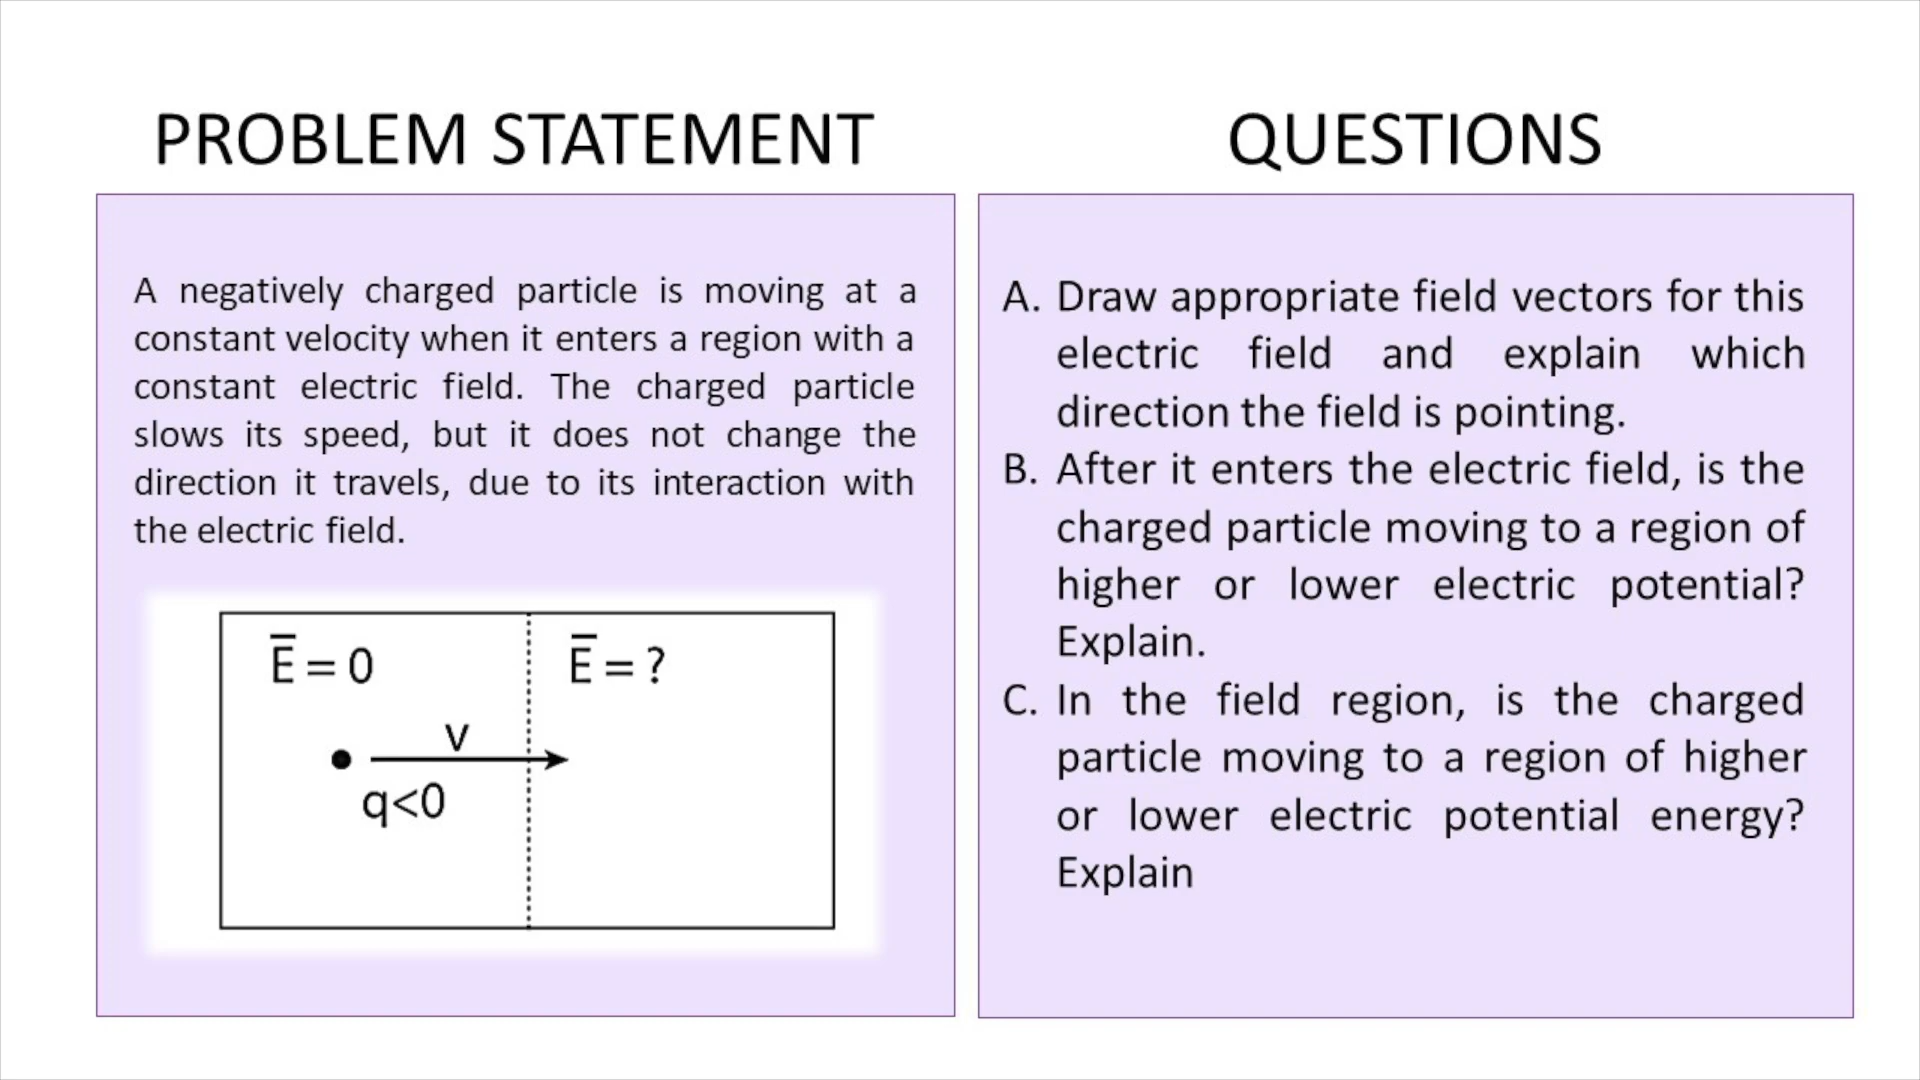 PROBLEM STATEMENT
A negatively charged particle is moving at a
constant velocity when it enters a region with a
constant electric field. The charged particle
slows its speed, but it does not change the
direction it travels, due to its interaction with
the electric field.
E̅ = 0
E̅ = ?
v
q<0
QUESTIONS
A. Draw appropriate field vectors for this
electric field and explain which
direction the field is pointing.
B. After it enters the electric field, is the
charged particle moving to a region of
higher or lower electric potential?
Explain.
C. In the field region, is the charged
particle moving to a region of higher
or lower electric potential energy?
Explain